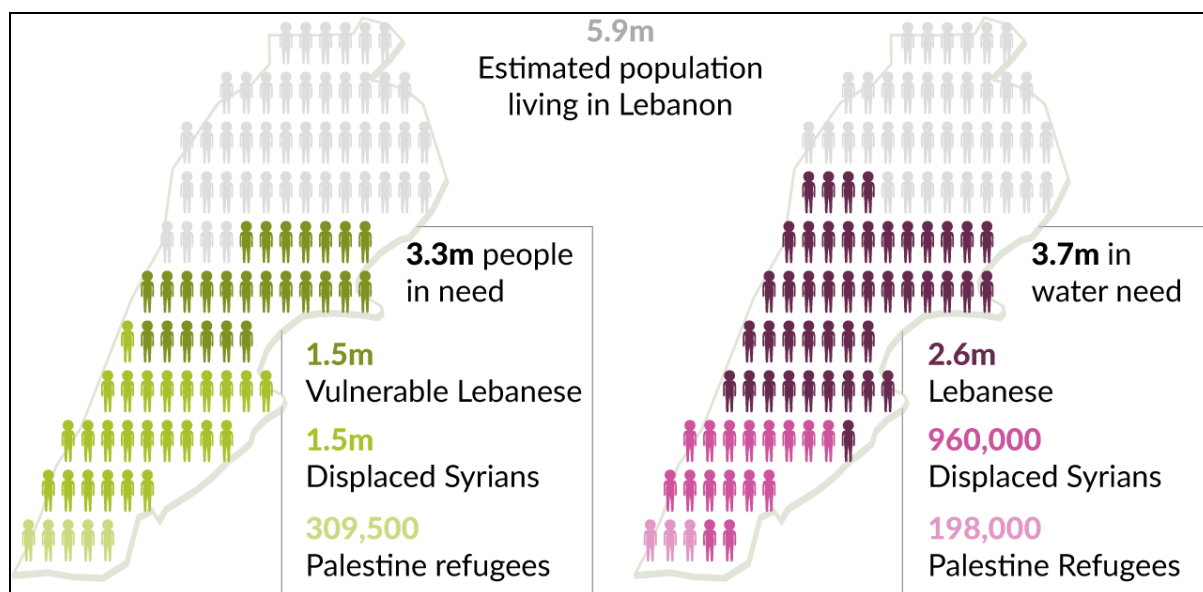 5.9m
Estimated population
living in Lebanon
3.3m people
in need
1.5m
Vulnerable Lebanese
1.5m
Displaced Syrians
309,500
Palestine refugees
3.7m in
water need
2.6m
Lebanese
960,000
Displaced Syrians
198,000
Palestine Refugees